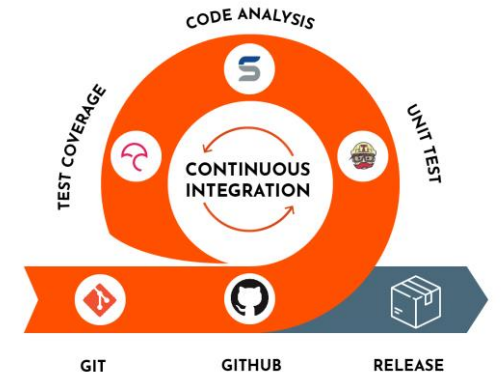 CODE ANALYSIS
TEST COVERAGE
UNIT TEST
CONTINUOUS
INTEGRATION
GIT
GITHUB
RELEASE